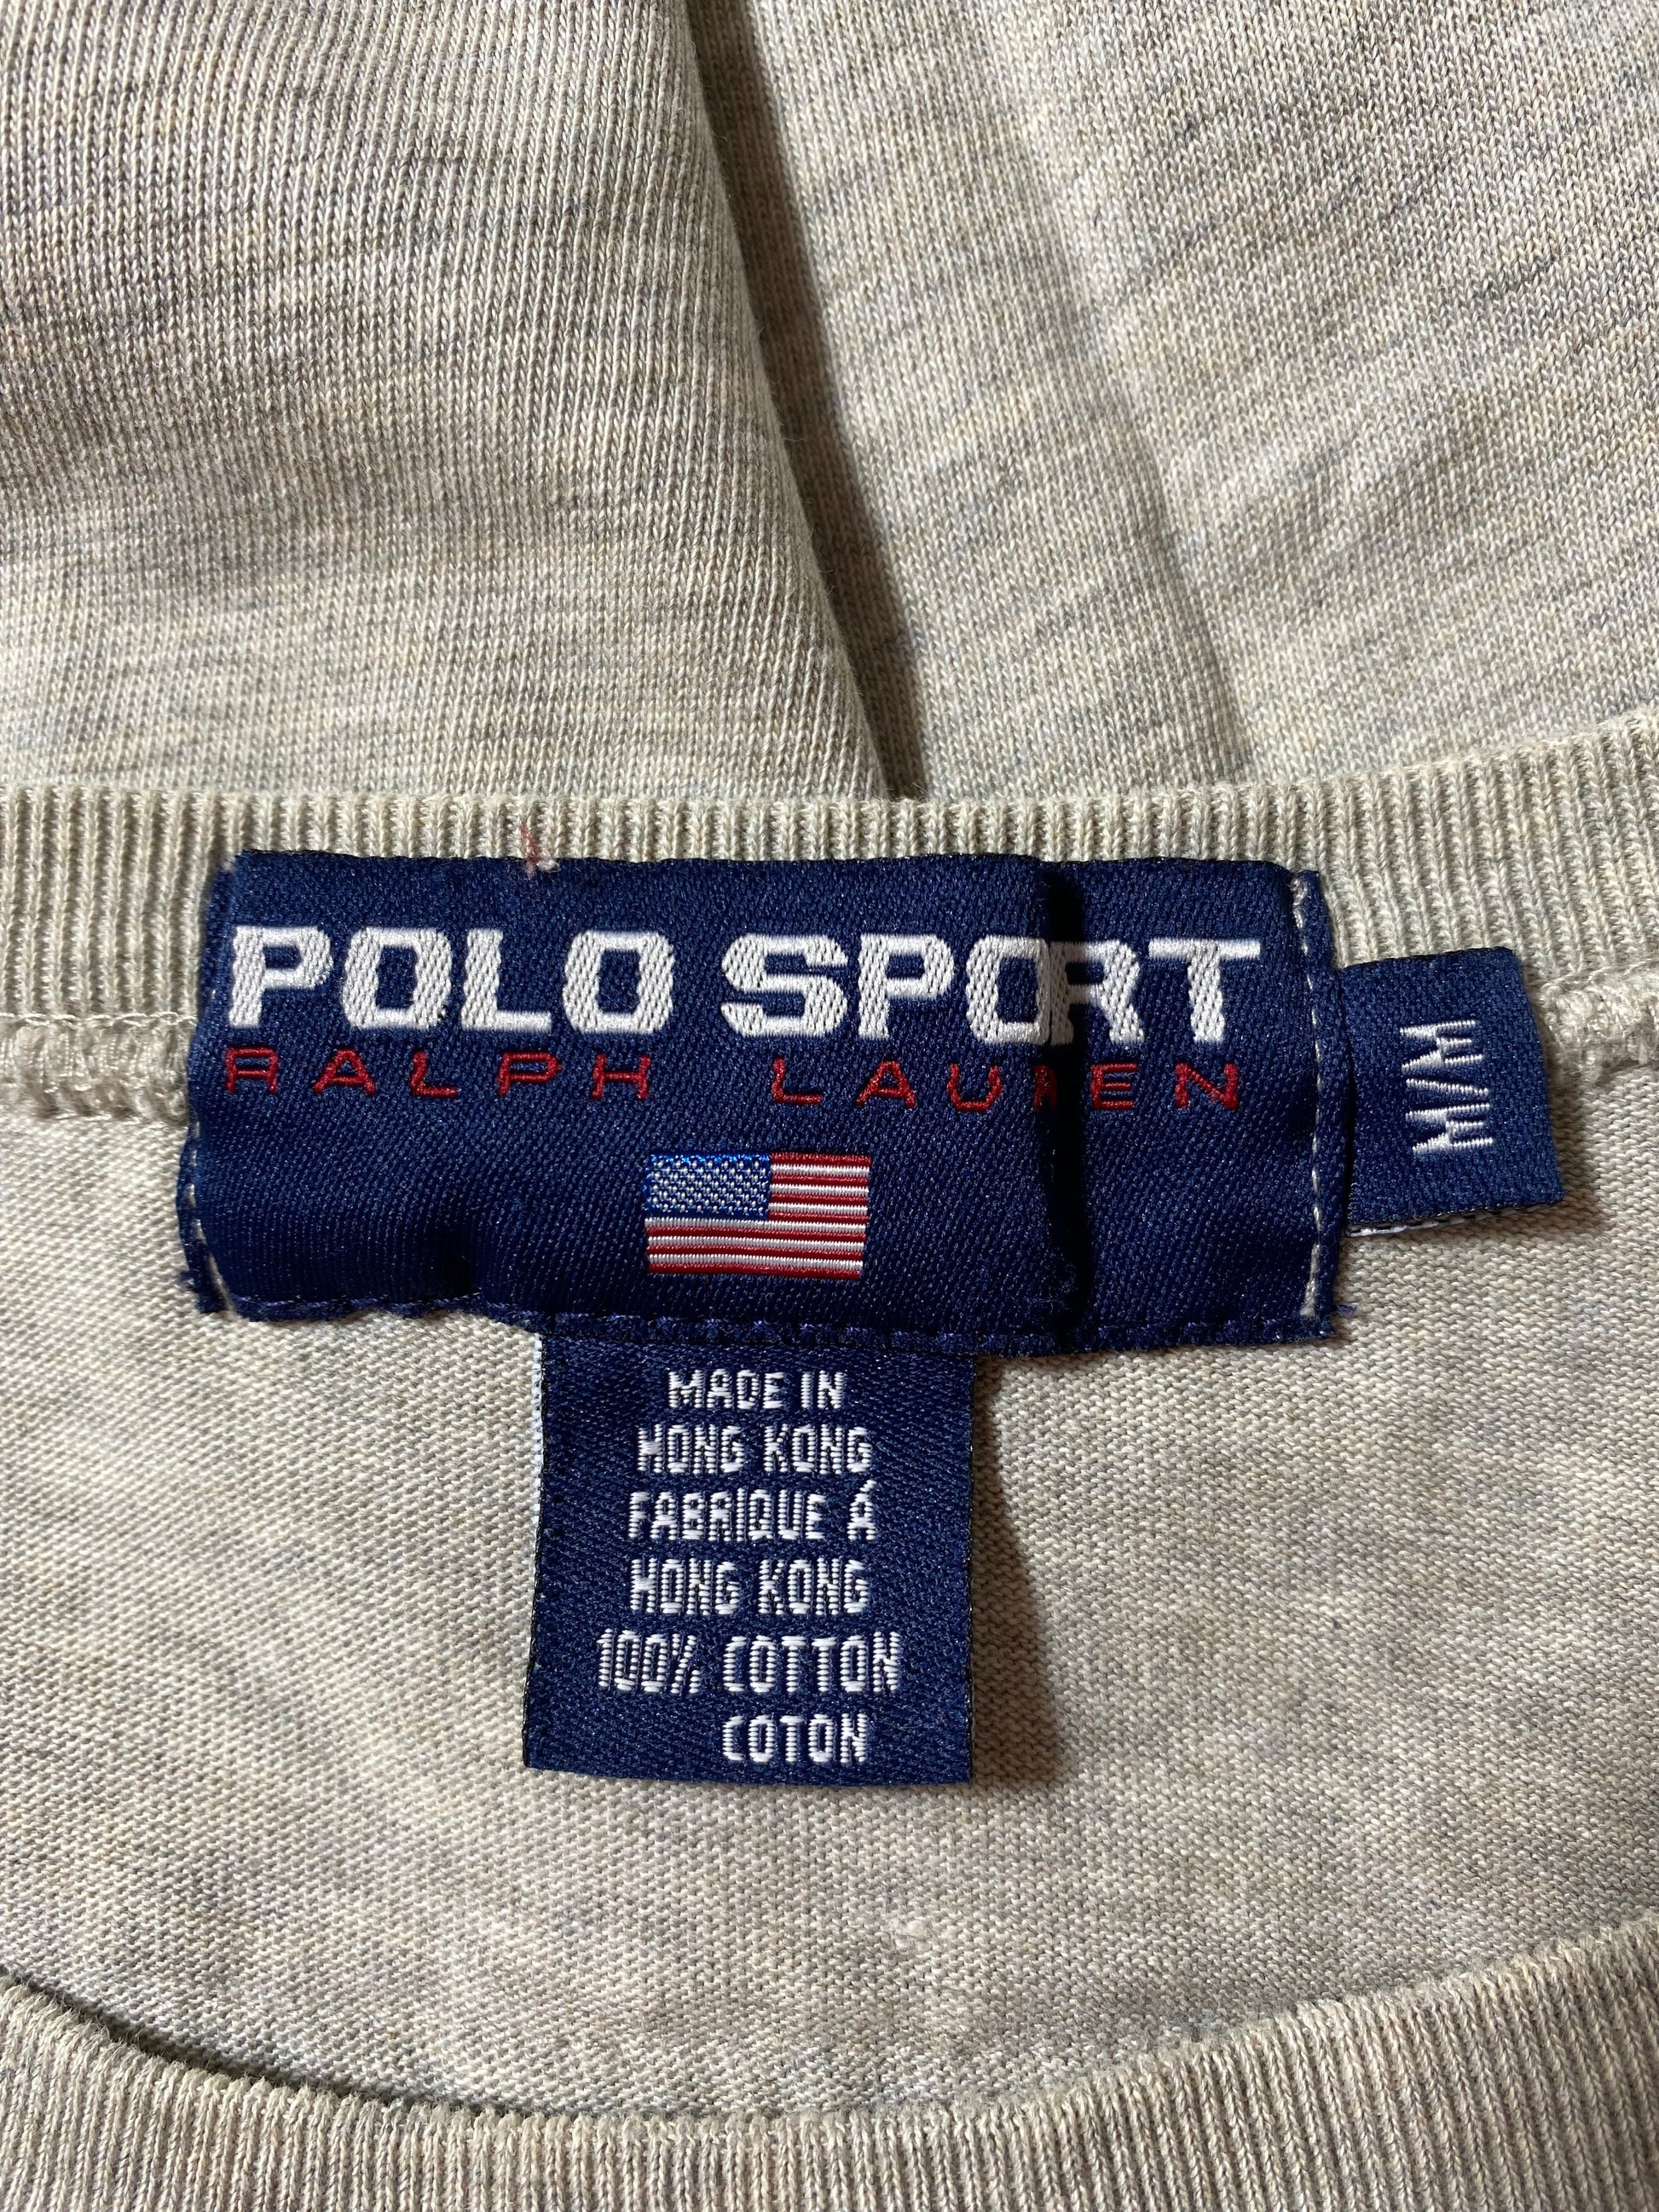 POLO SPORT
RALPH LAUREN
M/M
MADE IN
HONG KONG
FABRIQUE Á
HONG KONG
100% COTTON
COTON